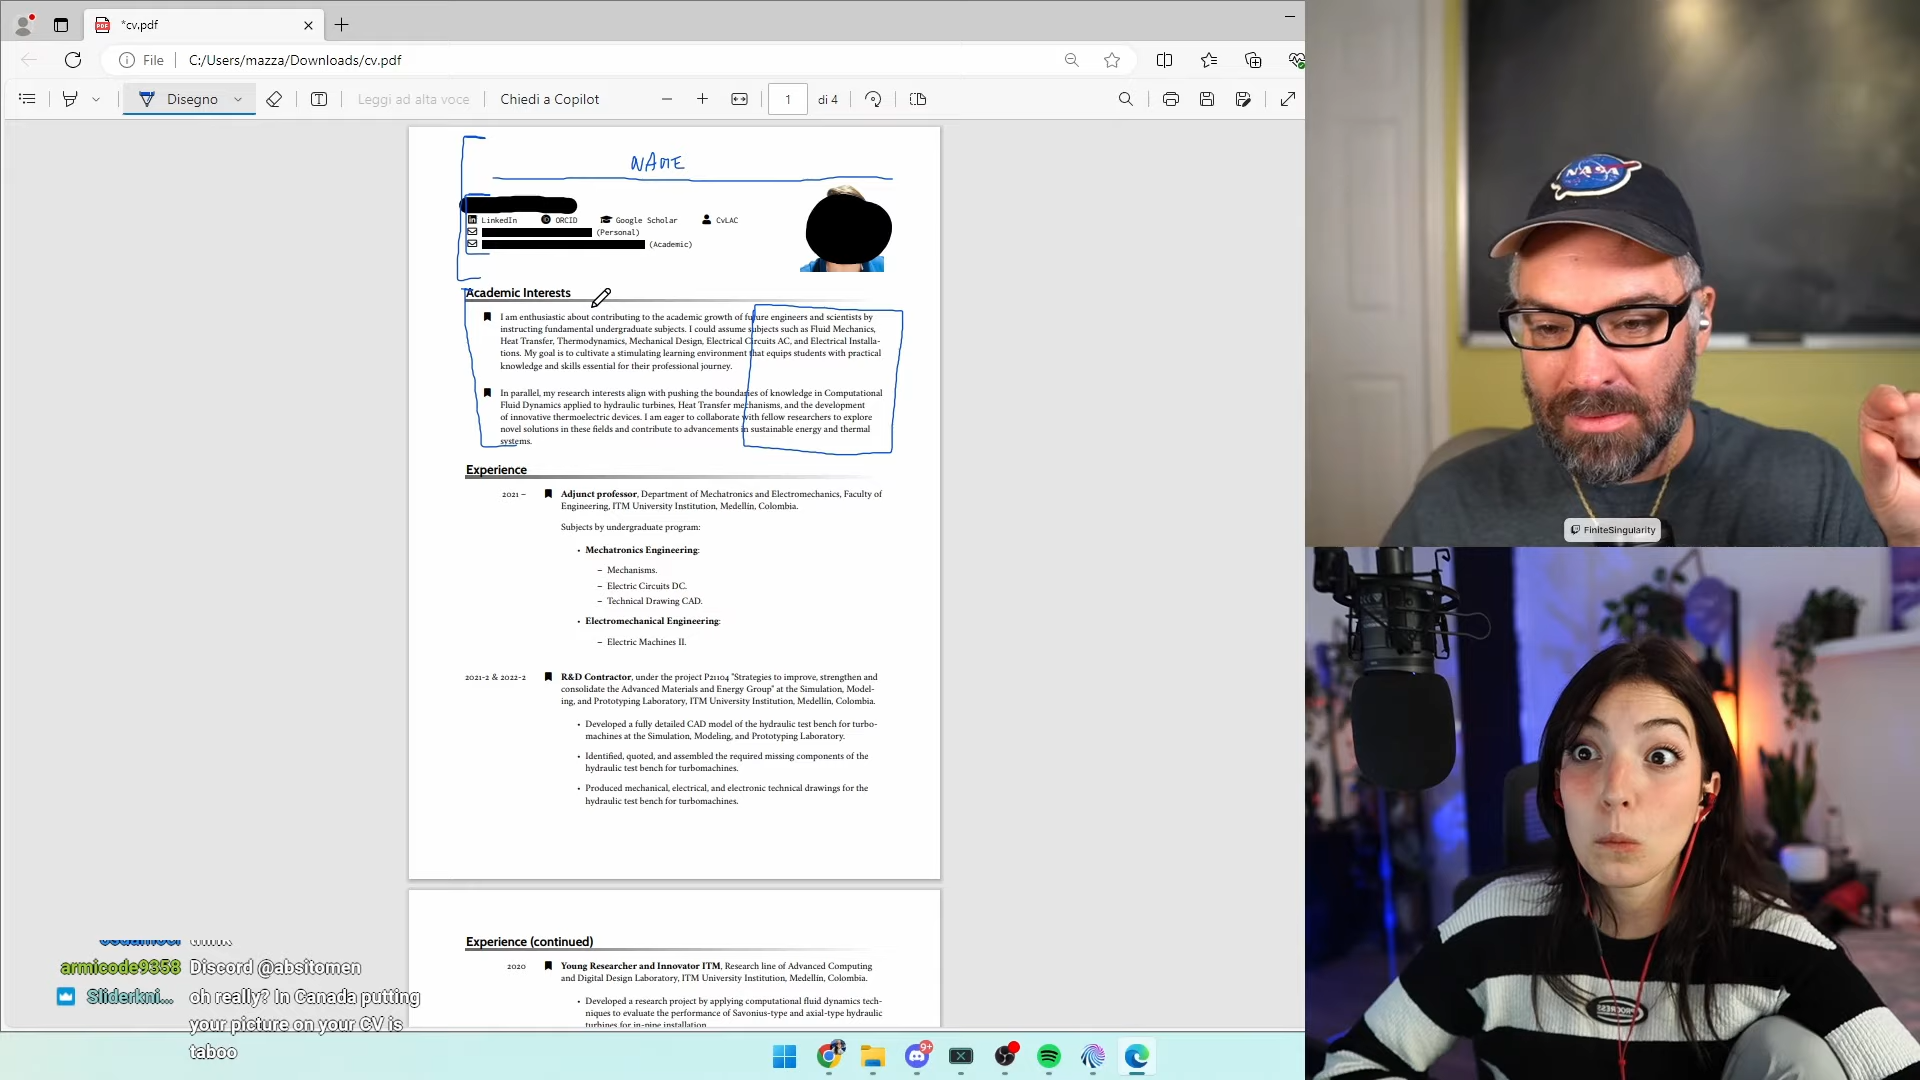 *cv.pdf
File C:/Users/mazza/Downloads/cv.pdf
Disegno Leggi ad alta voce Chiedi a Copilot 1 di 4
NAME
LinkedIn ORCID Google Scholar CvLAC
(Personal)
(Academic)
Academic Interests
I am enthusiastic about contributing to the academic growth of future engineers and scientists by
instructing fundamental undergraduate subjects. I could assume subjects such as Fluid Mechanics,
Heat Transfer, Thermodynamics, Mechanical Design, Electrical Circuits AC, and Electrical Installa-
tions. My goal is to cultivate a stimulating learning environment that equips students with practical
knowledge and skills essential for their professional journey.
In parallel, my research interests align with pushing the boundaries of knowledge in Computational
Fluid Dynamics applied to hydraulic turbines, Heat Transfer mechanisms, and the development
of innovative thermoelectric devices. I am eager to collaborate with fellow researchers to explore
novel solutions in these fields and contribute to advancements in sustainable energy and thermal
systems.
Experience
2021 – Adjunct professor, Department of Mechatronics and Electromechanics, Faculty of
Engineering, ITM University Institution, Medellín, Colombia.
Subjects by undergraduate program:
• Mechatronics Engineering:
– Mechanisms.
– Electric Circuits DC.
– Technical Drawing CAD.
• Electromechanical Engineering:
– Electric Machines II.
2021-2 & 2022-2 R&D Contractor, under the project P21104 "Strategies to improve, strengthen and
consolidate the Advanced Materials and Energy Group" at the Simulation, Model-
ing, and Prototyping Laboratory, ITM University Institution, Medellín, Colombia.
• Developed a fully detailed CAD model of the hydraulic test bench for turbo-
machines at the Simulation, Modeling, and Prototyping Laboratory.
• Identified, quoted, and assembled the required missing components of the
hydraulic test bench for turbomachines.
• Produced mechanical, electrical, and electronic technical drawings for the
hydraulic test bench for turbomachines.
Experience (continued)
2020 Young Researcher and Innovator ITM, Research line of Advanced Computing
and Digital Design Laboratory, ITM University Institution, Medellín, Colombia.
• Developed a research project by applying computational fluid dynamics tech-
niques to evaluate the performance of Savonius-type and axial-type hydraulic
turbines for in-pipe installation.
think
armicode9358 Discord @absitomen
Sliderkni... oh really? In Canada putting
your picture on your CV is
taboo
9+
NASA
FiniteSingularity
PROGRESS